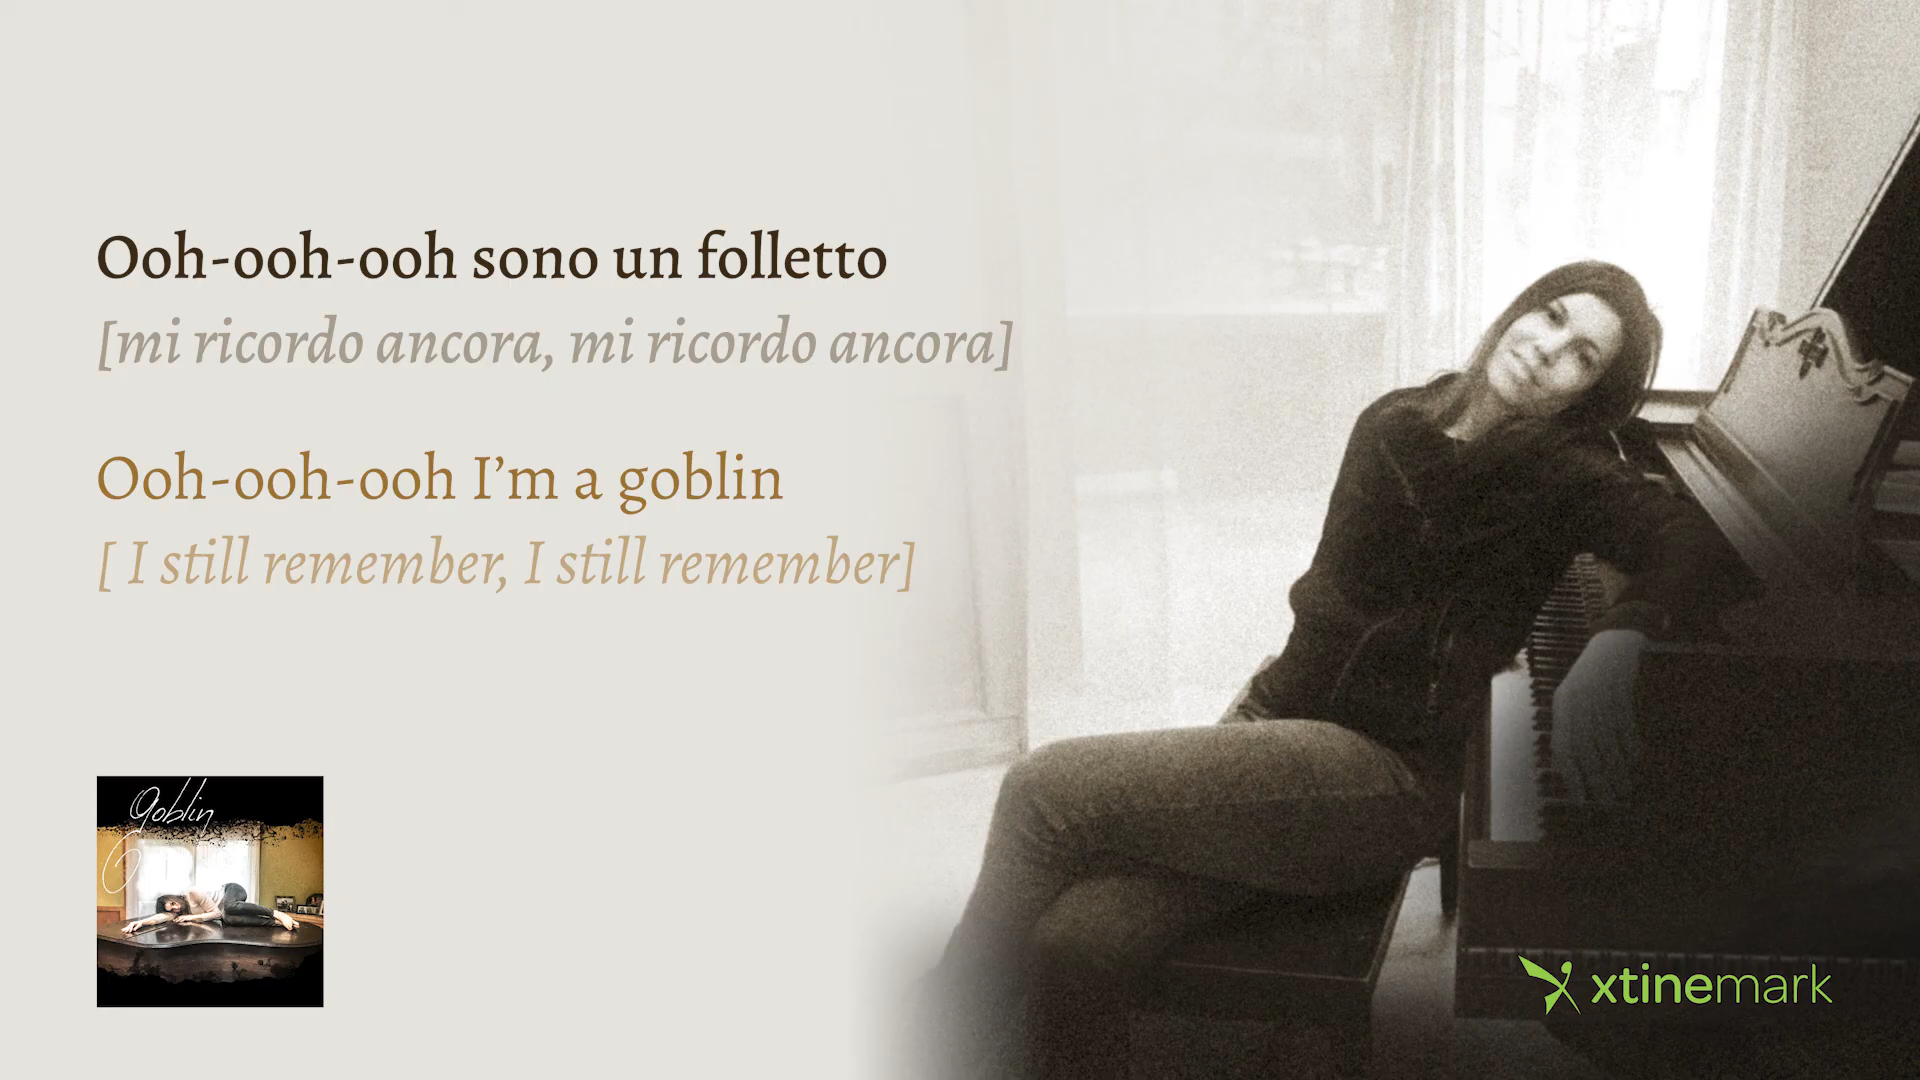 Ooh-ooh-ooh sono un folletto
[mi ricordo ancora, mi ricordo ancora]
Ooh-ooh-ooh I’m a goblin
[ I still remember, I still remember]
Goblin
xtinemark